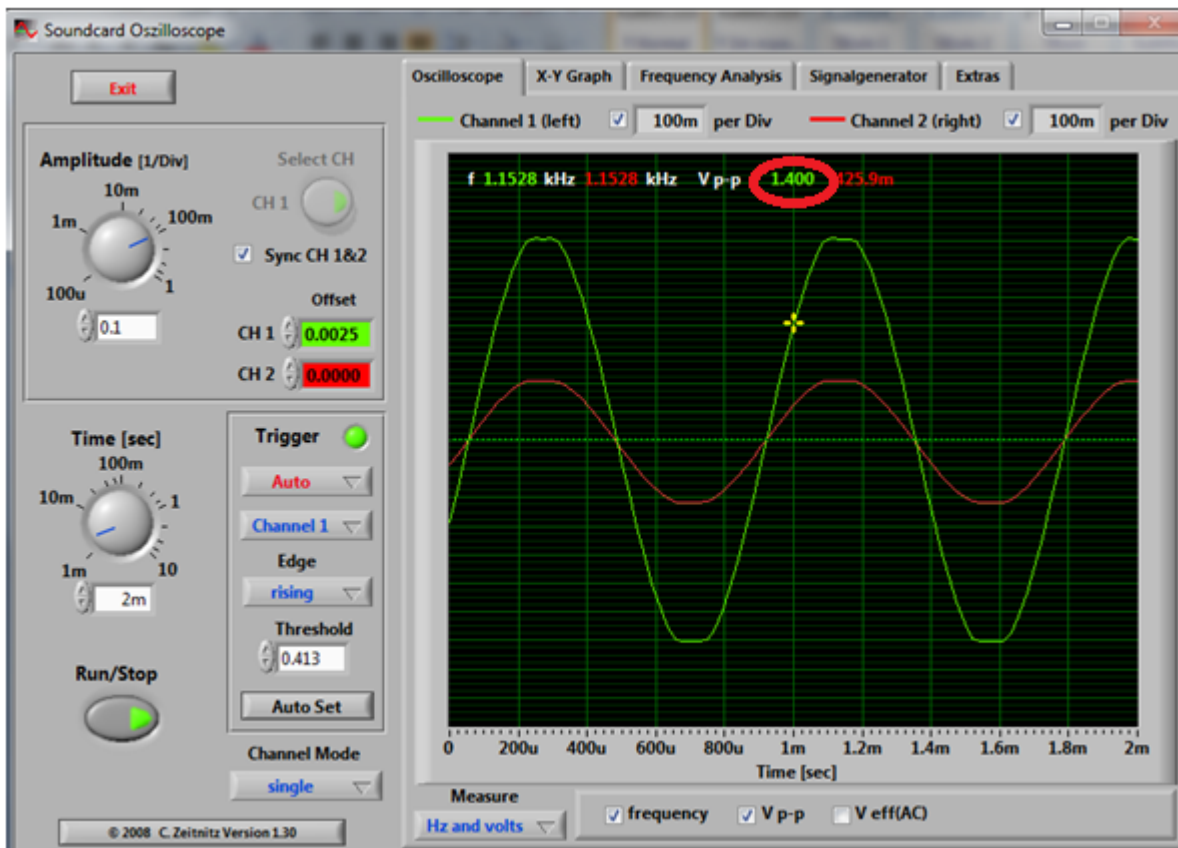 Soundcard Oszilloscope
Exit
Oscilloscope X-Y Graph Frequency Analysis Signalgenerator Extras
Channel 1 (left) 100m per Div Channel 2 (right) 100m per Div
Amplitude [1/Div]
Select CH
10m
1m
100m
CH 1
Sync CH 1&2
100u
1
Offset
0.1
CH 1 0.0025
CH 2 0.0000
f 1.1528 kHz 1.1528 kHz V p-p 1.400 425.9m
Time [sec]
100m
10m
1
1m
10
2m
Trigger
Auto
Channel 1
Edge
rising
Threshold
0.413
Auto Set
Run/Stop
Channel Mode
single
© 2008 C. Zeitnitz Version 1.30
0 200u 400u 600u 800u 1m 1.2m 1.4m 1.6m 1.8m 2m
Time [sec]
Measure
Hz and volts
frequency V p-p V eff(AC)